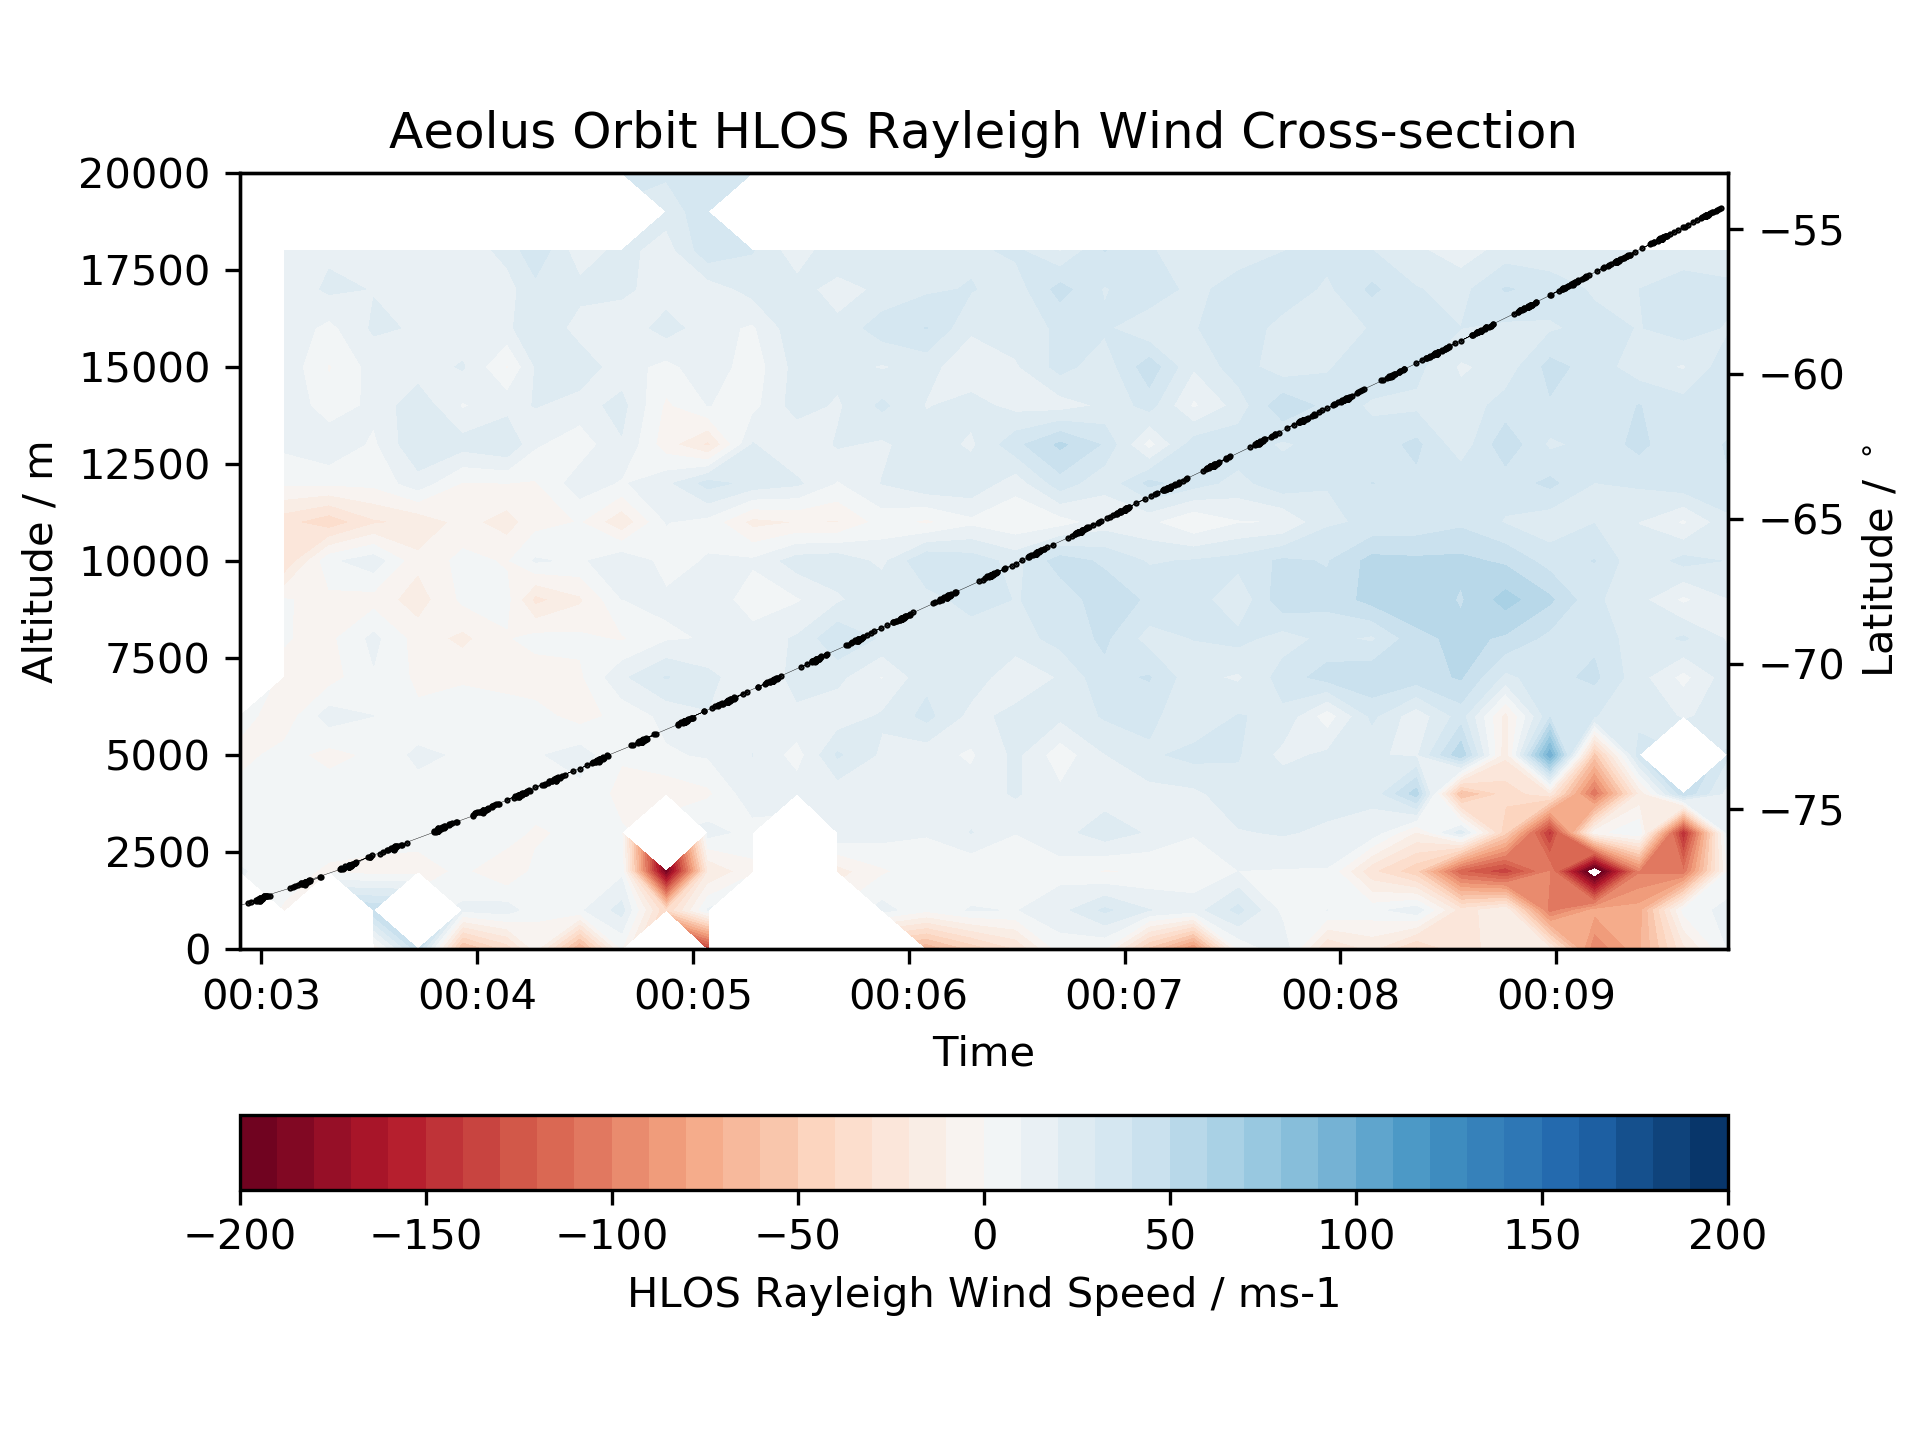 Aeolus Orbit HLOS Rayleigh Wind Cross-section
20000
17500
15000
12500
10000
7500
5000
2500
0
Altitude / m
−55
−60
−65
−70
−75
Latitude / °
00:03 00:04 00:05 00:06 00:07 00:08 00:09
Time
−200 −150 −100 −50 0 50 100 150 200
HLOS Rayleigh Wind Speed / ms-1